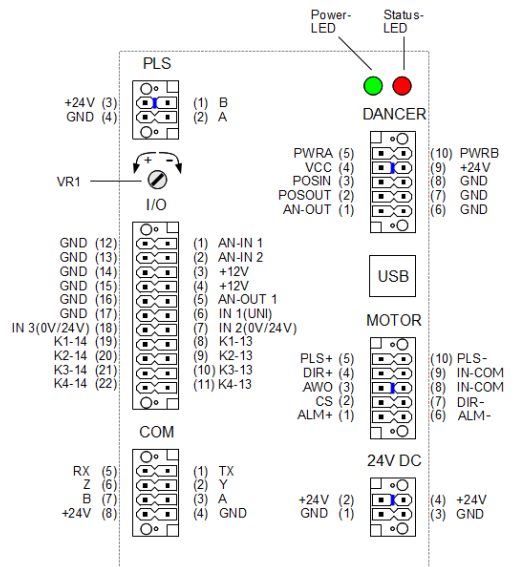 Power-
LED
Status-
LED
PLS
+24V (3) (1) B
GND (4) (2) A
+ −
VR1
I/O
GND (12) (1) AN-IN 1
GND (13) (2) AN-IN 2
GND (14) (3) +12V
GND (15) (4) +12V
GND (16) (5) AN-OUT 1
GND (17) (6) IN 1(UNI)
IN 3(0V/24V) (18) (7) IN 2(0V/24V)
K1-14 (19) (8) K1-13
K2-14 (20) (9) K2-13
K3-14 (21) (10) K3-13
K4-14 (22) (11) K4-13
COM
RX (5) (1) TX
Z (6) (2) Y
B (7) (3) A
+24V (8) (4) GND
DANCER
PWRA (5) (10) PWRB
VCC (4) (9) +24V
POSIN (3) (8) GND
POSOUT (2) (7) GND
AN-OUT (1) (6) GND
USB
MOTOR
PLS+ (5) (10) PLS-
DIR+ (4) (9) IN-COM
AWO (3) (8) IN-COM
CS (2) (7) DIR-
ALM+ (1) (6) ALM-
24V DC
+24V (2) (4) +24V
GND (1) (3) GND